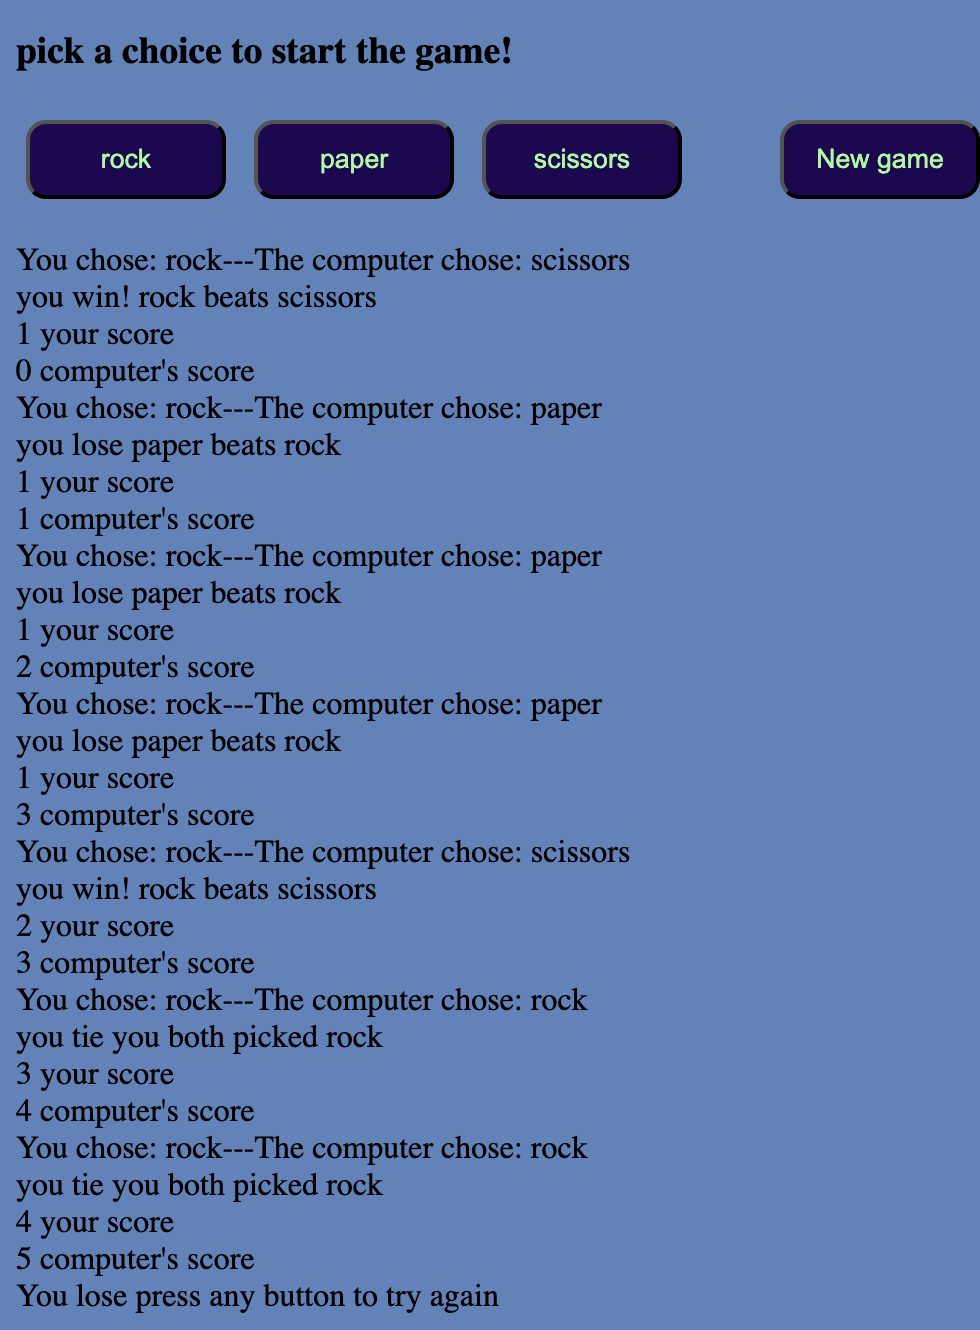 pick a choice to start the game!
rock paper scissors New game
You chose: rock---The computer chose: scissors
you win! rock beats scissors
1 your score
0 computer's score
You chose: rock---The computer chose: paper
you lose paper beats rock
1 your score
1 computer's score
You chose: rock---The computer chose: paper
you lose paper beats rock
1 your score
2 computer's score
You chose: rock---The computer chose: paper
you lose paper beats rock
1 your score
3 computer's score
You chose: rock---The computer chose: scissors
you win! rock beats scissors
2 your score
3 computer's score
You chose: rock---The computer chose: rock
you tie you both picked rock
3 your score
4 computer's score
You chose: rock---The computer chose: rock
you tie you both picked rock
4 your score
5 computer's score
You lose press any button to try again